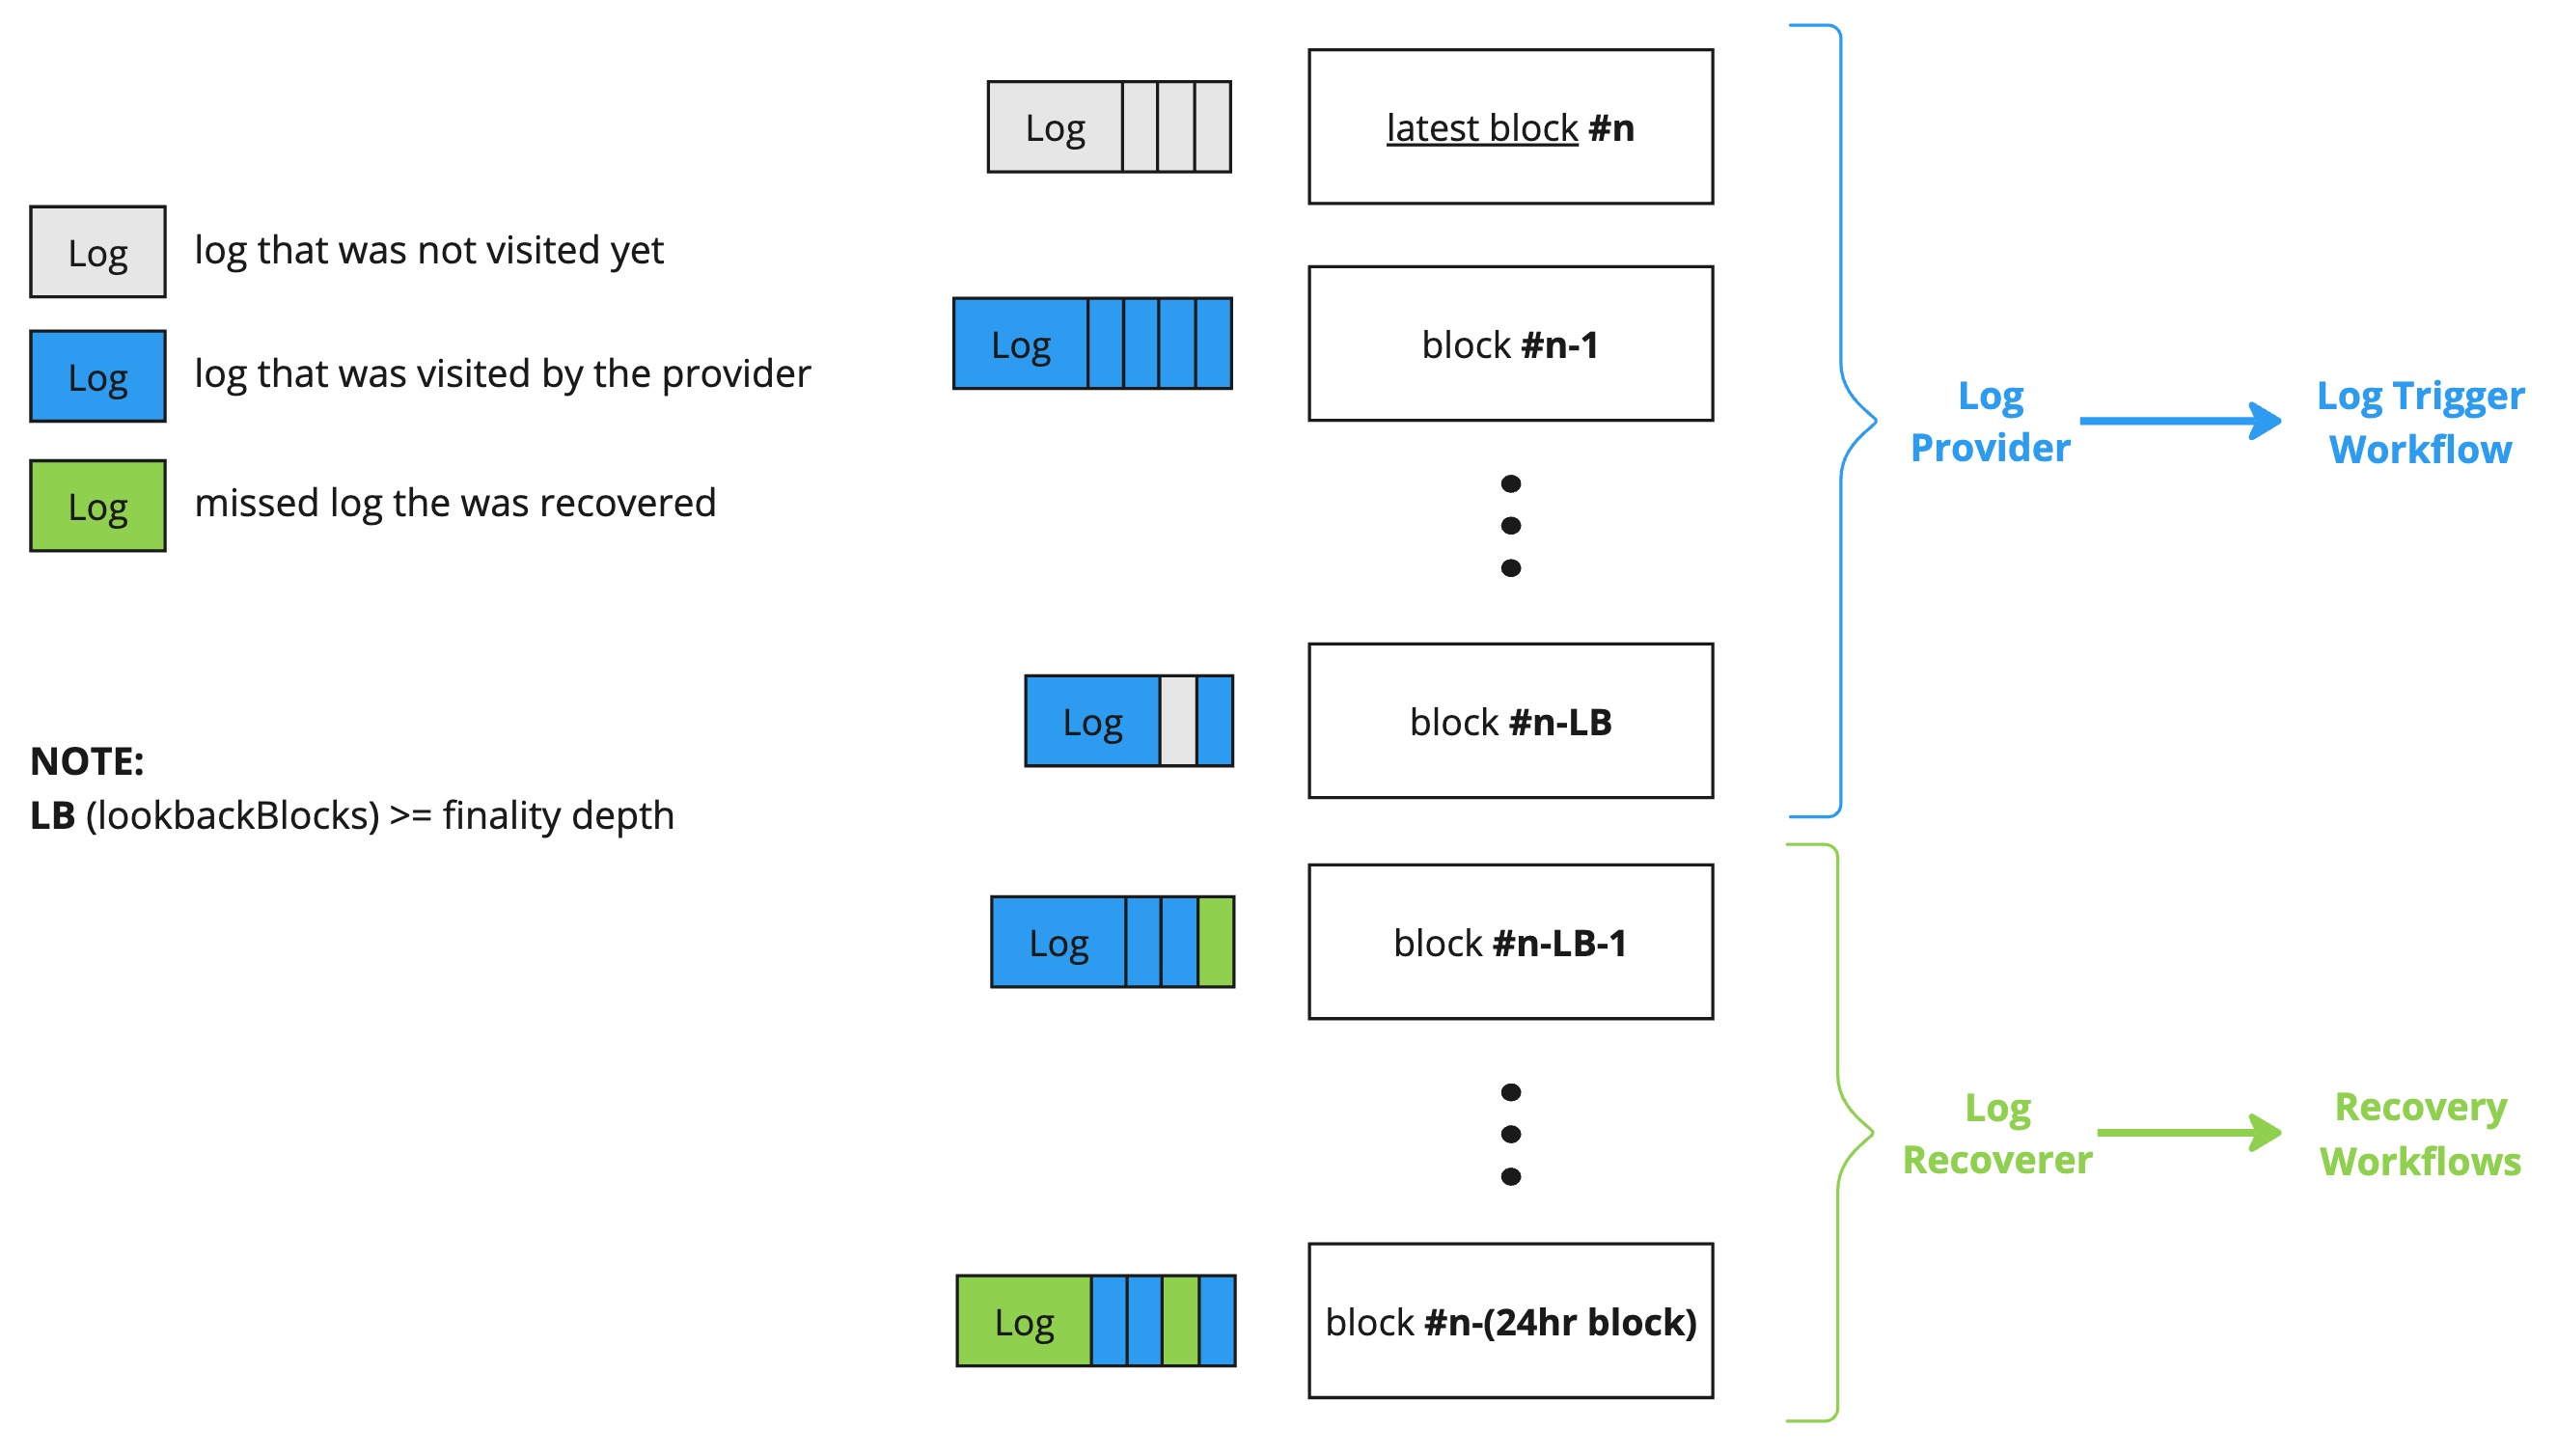 Log
log that was not visited yet
Log
log that was visited by the provider
Log
missed log the was recovered
NOTE:
LB (lookbackBlocks) >= finality depth
Log
latest block #n
Log
block #n-1
Log
block #n-LB
Log
block #n-LB-1
Log
block #n-(24hr block)
Log
Provider
Log Trigger
Workflow
Log
Recoverer
Recovery
Workflows